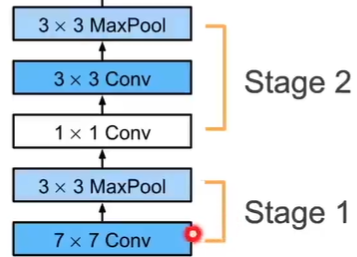 3 × 3 MaxPool
3 × 3 Conv
Stage 2
1 × 1 Conv
3 × 3 MaxPool
Stage 1
7 × 7 Conv